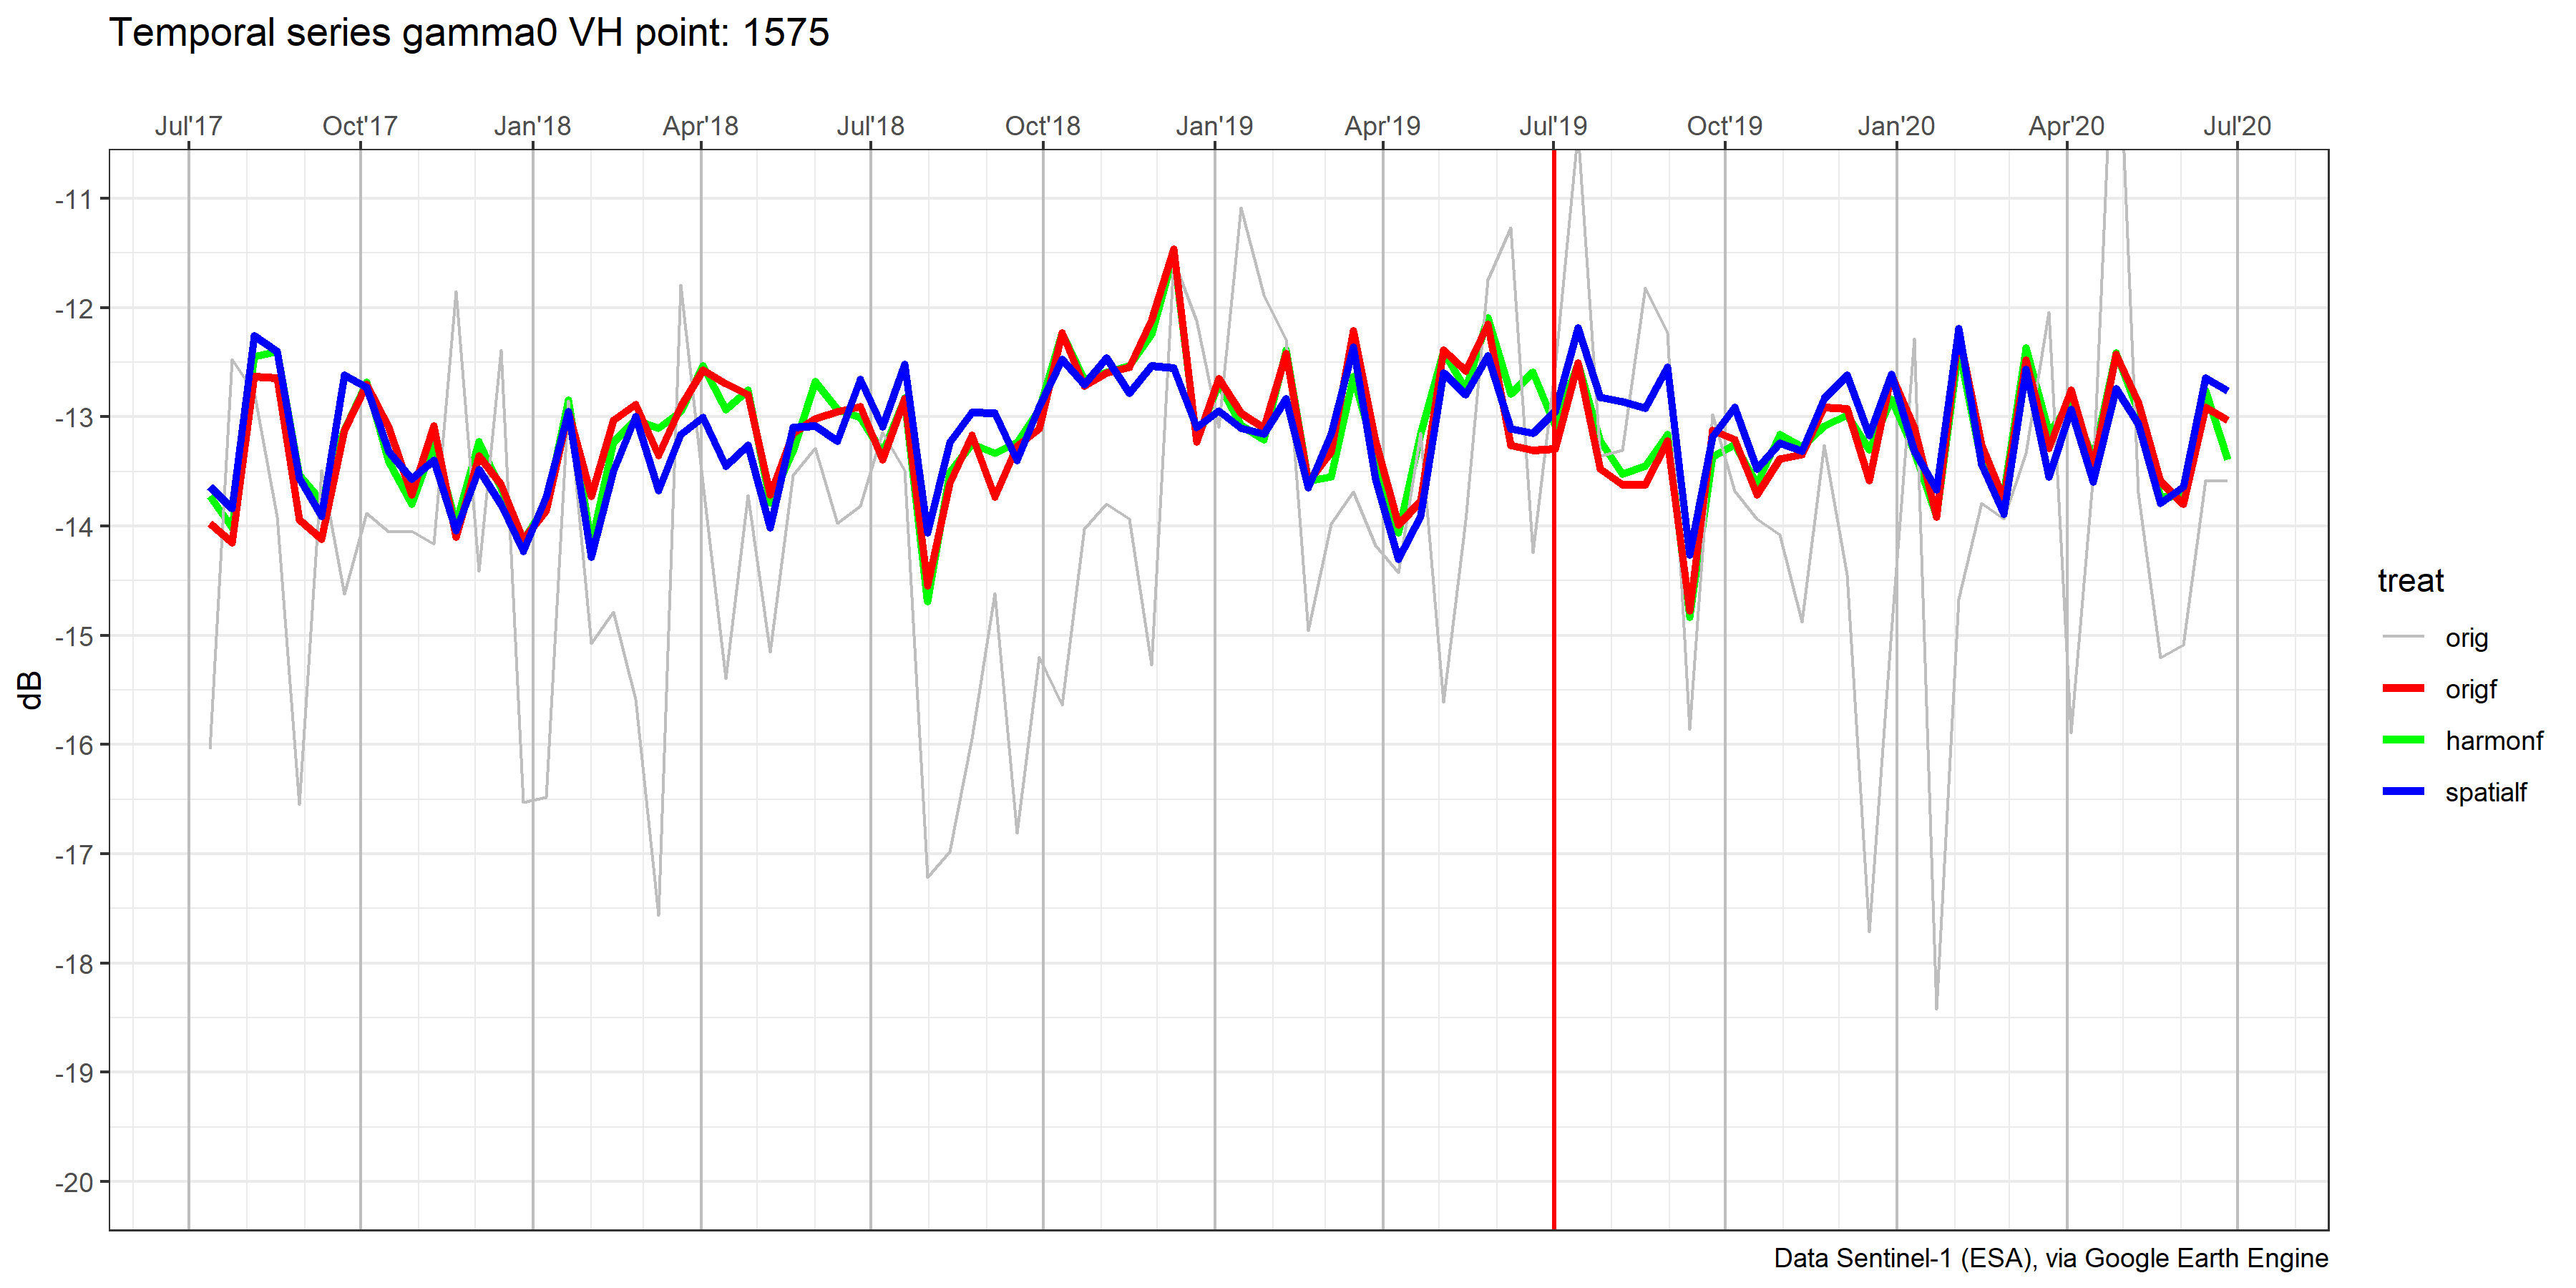 Temporal series gamma0 VH point: 1575
Jul'17 Oct'17 Jan'18 Apr'18 Jul'18 Oct'18 Jan'19 Apr'19 Jul'19 Oct'19 Jan'20 Apr'20 Jul'20
-11
-12
-13
-14
-15
-16
-17
-18
-19
-20
dB
treat
orig
origf
harmonf
spatialf
Data Sentinel-1 (ESA), via Google Earth Engine